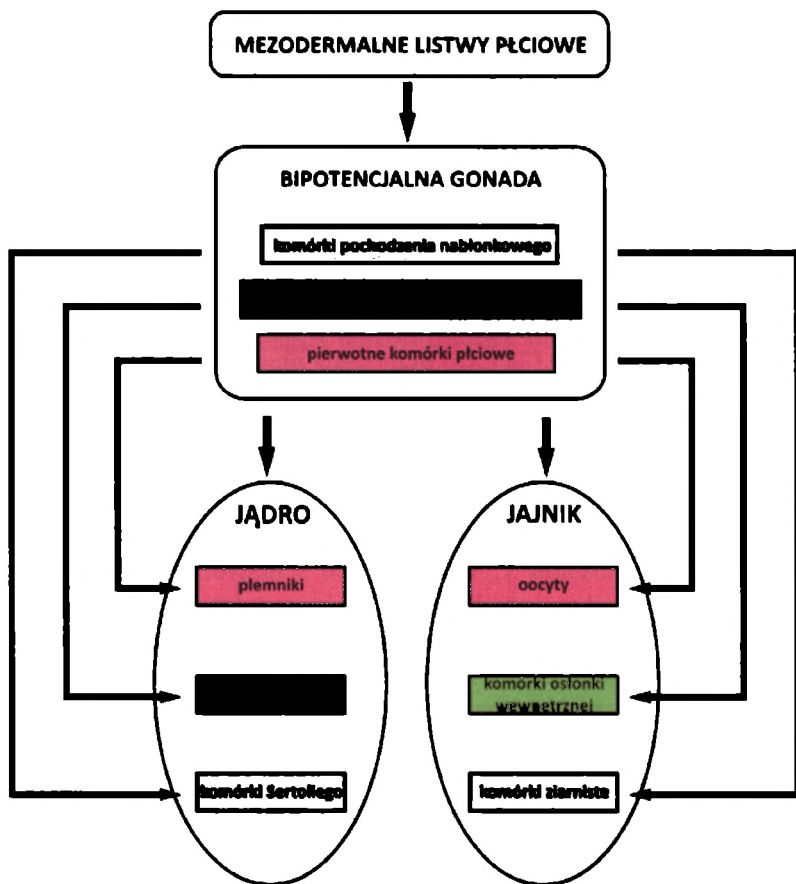 MEZODERMALNE LISTWY PŁCIOWE
BIPOTENCJALNA GONADA
komórki pochodzenia nabłonkowego
pierwotne komórki płciowe
JĄDRO
JAJNIK
plemniki
oocyty
komórki osłonki
wewnętrznej
komórki Sertoliego
komórki ziarniste